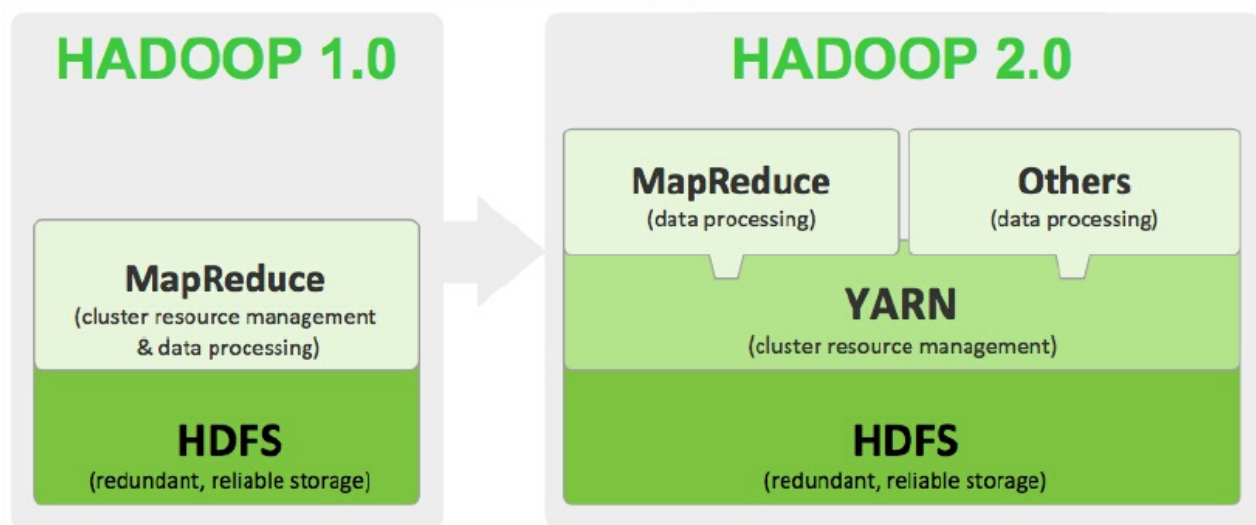 HADOOP 1.0
MapReduce
(cluster resource management
& data processing)
HDFS
(redundant, reliable storage)
HADOOP 2.0
MapReduce
(data processing)
Others
(data processing)
YARN
(cluster resource management)
HDFS
(redundant, reliable storage)